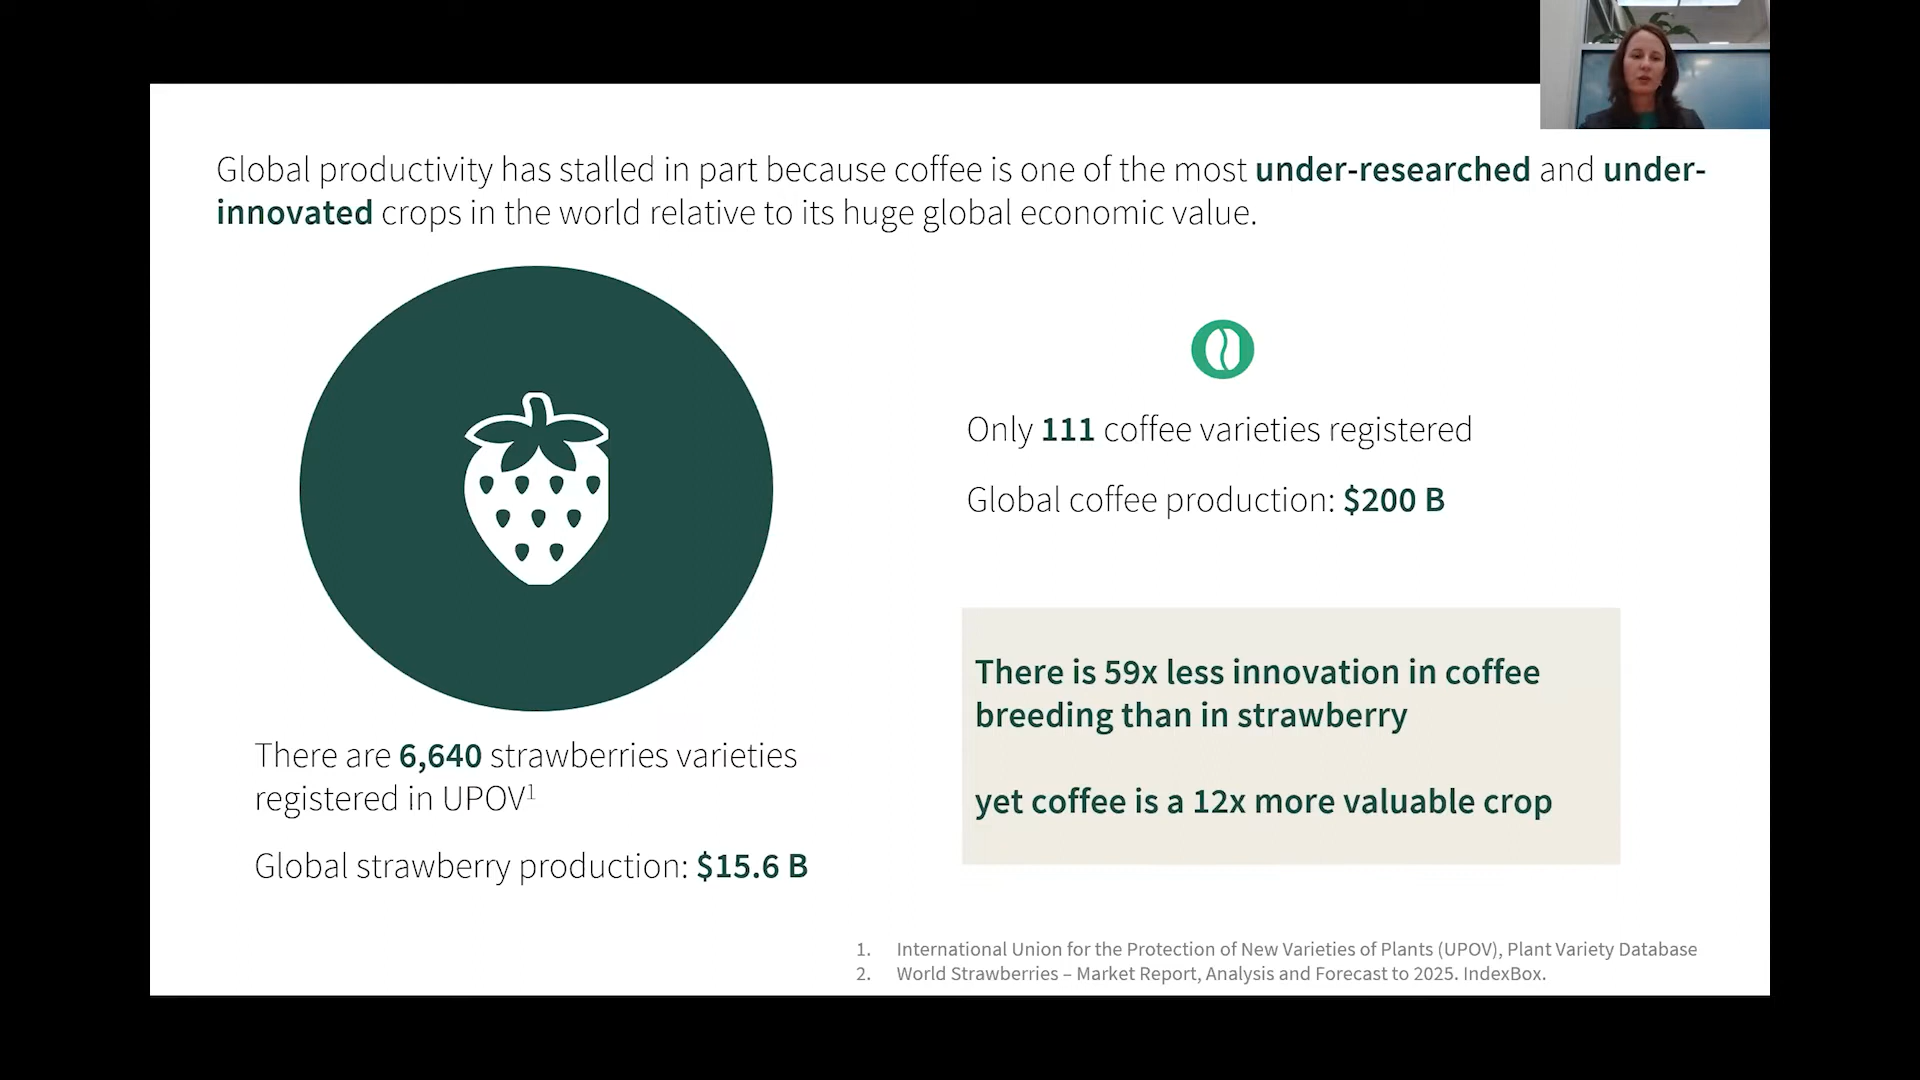 Global productivity has stalled in part because coffee is one of the most under-researched and under-
innovated crops in the world relative to its huge global economic value.
There are 6,640 strawberries varieties
registered in UPOV1
Global strawberry production: $15.6 B
Only 111 coffee varieties registered
Global coffee production: $200 B
There is 59x less innovation in coffee
breeding than in strawberry
yet coffee is a 12x more valuable crop
1. International Union for the Protection of New Varieties of Plants (UPOV), Plant Variety Database
2. World Strawberries – Market Report, Analysis and Forecast to 2025. IndexBox.